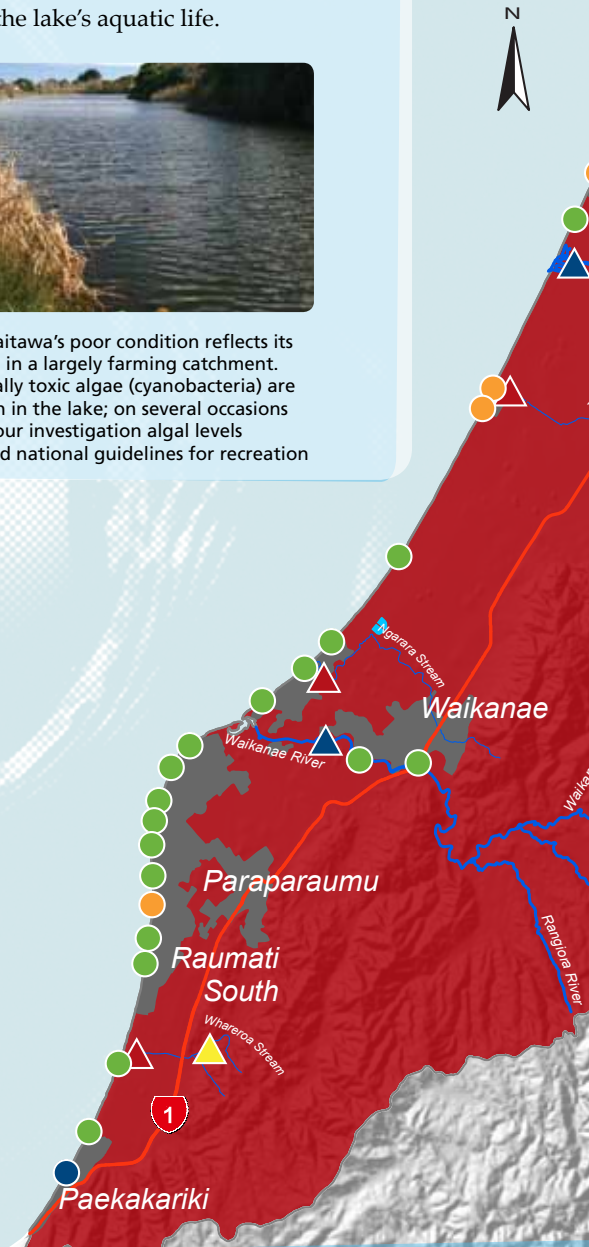 the lake's aquatic life.
N
aitawa's poor condition reflects its
in a largely farming catchment.
ally toxic algae (cyanobacteria) are
n in the lake; on several occasions
our investigation algal levels
d national guidelines for recreation
Ngarara Stream
Waikanae
Waikanae River
Waikan
Paraparaumu
Rangiora River
Raumati
South
Whareroa Stream
1
Paekakariki